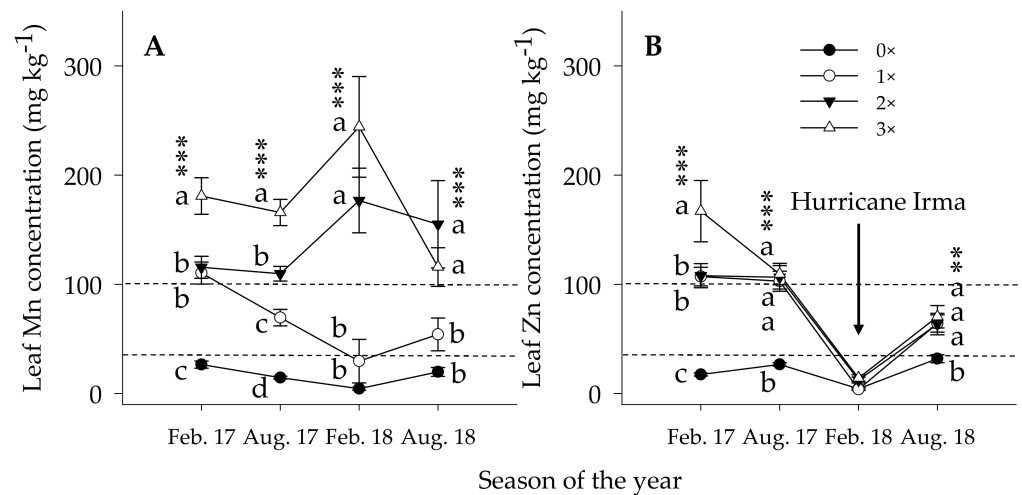 A
Leaf Mn concentration (mg kg-1)
300
200
100
0
***
a
b
b
c
***
a
b
c
d
***
a
a
b
b
***
a
a
b
b
Feb. 17 Aug. 17 Feb. 18 Aug. 18
B
Leaf Zn concentration (mg kg-1)
300
200
100
0
0×
1×
2×
3×
Hurricane Irma
***
a
b
b
c
***
a
a
a
b
**
a
a
a
b
Feb. 17 Aug. 17 Feb. 18 Aug. 18
Season of the year